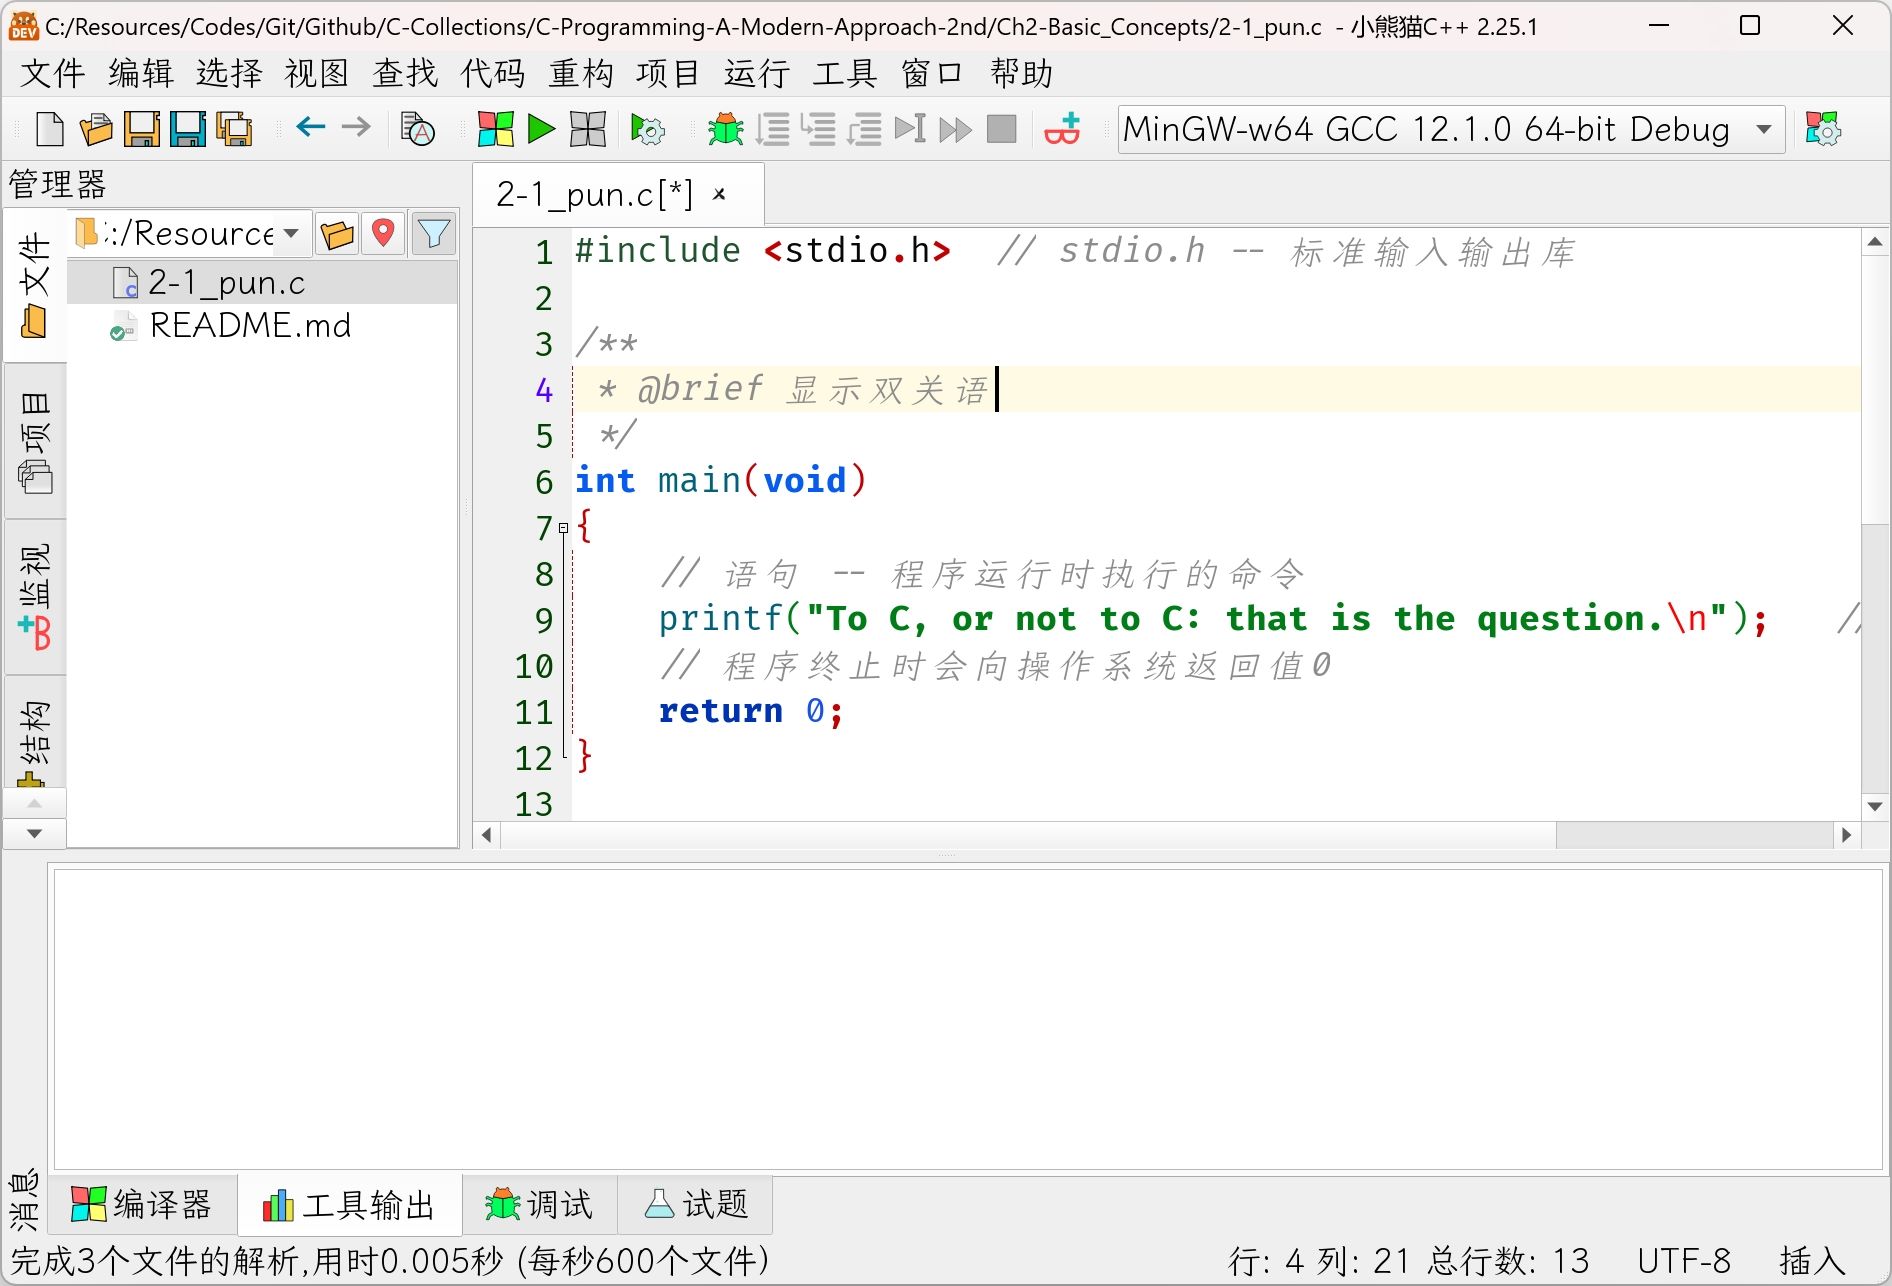 C:/Resources/Codes/Git/Github/C-Collections/C-Programming-A-Modern-Approach-2nd/Ch2-Basic_Concepts/2-1_pun.c - 小熊猫C++ 2.25.1
文件 编辑 选择 视图 查找 代码 重构 项目 运行 工具 窗口 帮助
MinGW-w64 GCC 12.1.0 64-bit Debug
管理器
2-1_pun.c[*]
:/Resource
文件
项目
监视
结构
2-1_pun.c
README.md
1 #include <stdio.h> // stdio.h -- 标准输入输出库
2
3 /**
4 * @brief 显示双关语
5 */
6 int main(void)
7 {
8 // 语句 -- 程序运行时执行的命令
9 printf("To C, or not to C: that is the question.\n"); //
10 // 程序终止时会向操作系统返回值0
11 return 0;
12 }
13
消息
编译器 工具输出 调试 试题
完成3个文件的解析,用时0.005秒 (每秒600个文件) 行: 4 列: 21 总行数: 13 UTF-8 插入